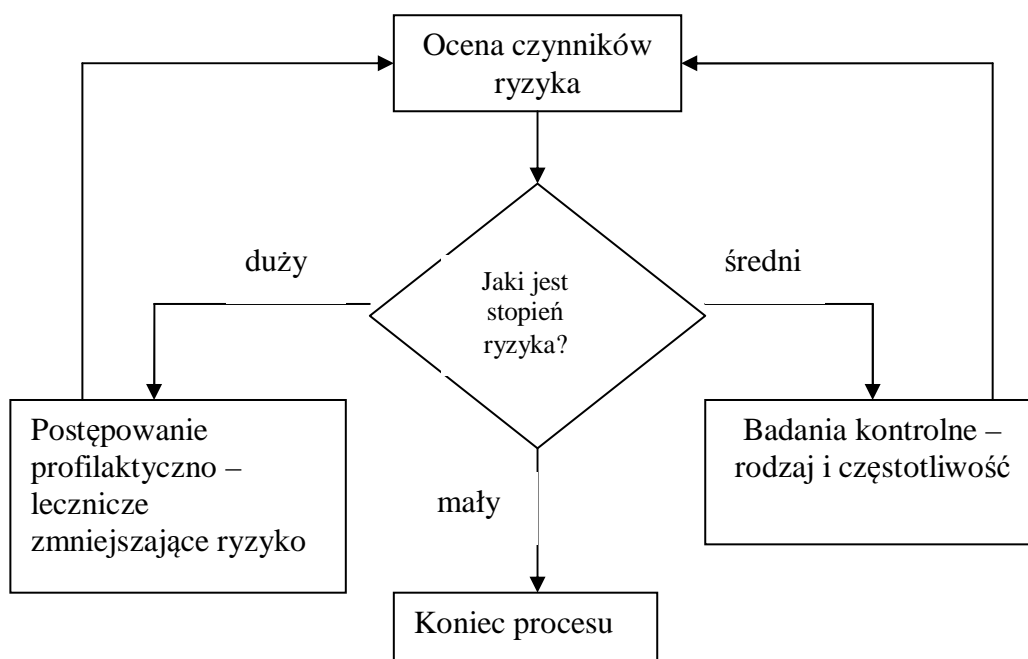 Ocena czynników
ryzyka
duży
średni
Jaki jest
stopień
ryzyka?
Postępowanie
profilaktyczno –
lecznicze
zmniejszające ryzyko
Badania kontrolne –
rodzaj i częstotliwość
mały
Koniec procesu